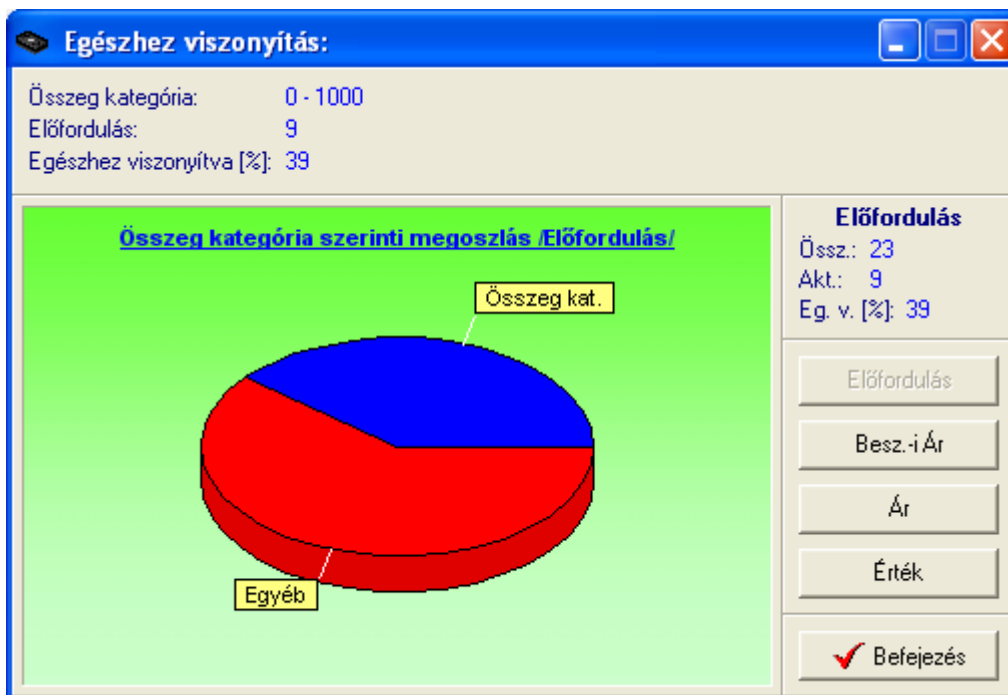 Egészhez viszonyítás:
Összeg kategória: 0 - 1000
Előfordulás: 9
Egészhez viszonyítva [%]: 39
Összeg kategória szerinti megoszlás /Előfordulás/
Összeg kat.
Egyéb
Előfordulás
Össz.: 23
Akt.: 9
Eg. v. [%]: 39
Előfordulás
Besz.-i Ár
Ár
Érték
Befejezés